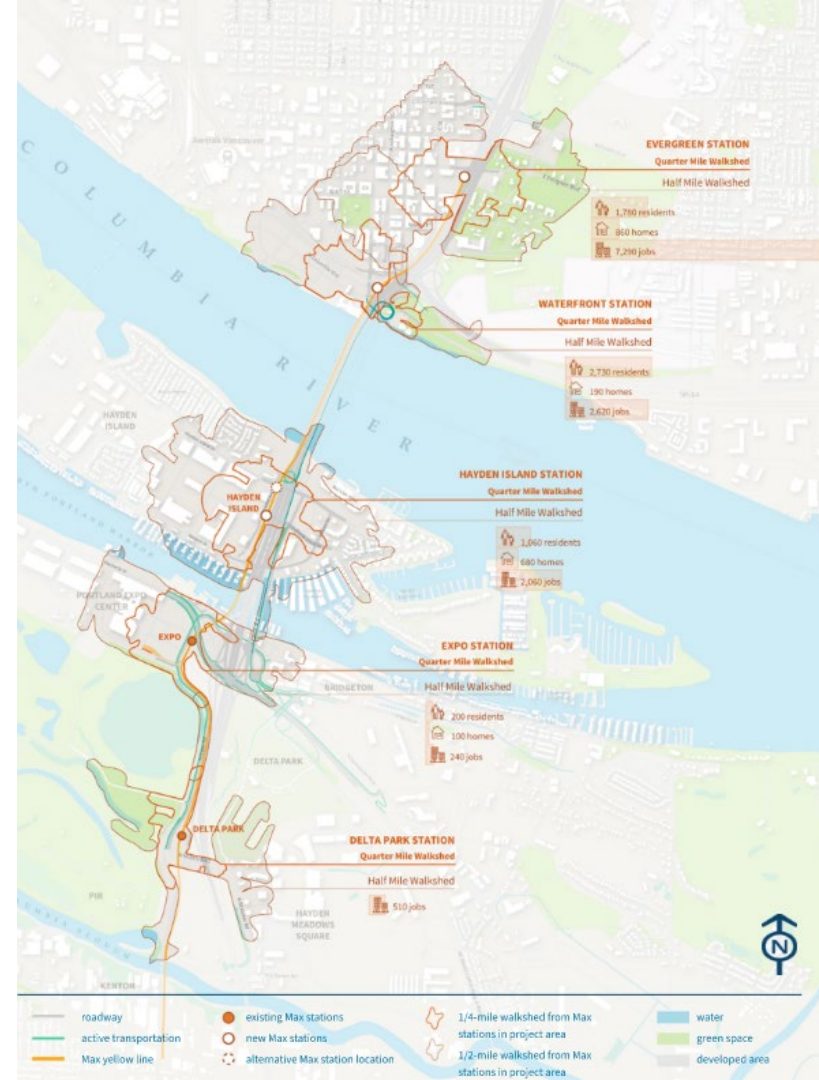 EVERGREEN STATION
Quarter Mile Walkshed
Half Mile Walkshed
1,780 residents
860 homes
7,290 jobs
COLUMBIA RIVER
WATERFRONT STATION
Quarter Mile Walkshed
Half Mile Walkshed
2,730 residents
190 homes
2,620 jobs
HAYDEN
ISLAND
HAYDEN ISLAND STATION
Quarter Mile Walkshed
Half Mile Walkshed
HAYDEN
ISLAND
1,060 residents
680 homes
2,060 jobs
PORTLAND EXPO
CENTER
EXPO
EXPO STATION
Quarter Mile Walkshed
Half Mile Walkshed
BRIDGETON
200 residents
100 homes
240 jobs
DELTA PARK
DELTA PARK
DELTA PARK STATION
Quarter Mile Walkshed
Half Mile Walkshed
PIR
510 jobs
HAYDEN
MEADOWS
SQUARE
KENTON
N
roadway
active transportation
Max yellow line
existing Max stations
new Max stations
alternative Max station location
1/4-mile walkshed from Max
stations in project area
1/2-mile walkshed from Max
stations in project area
water
green space
developed area